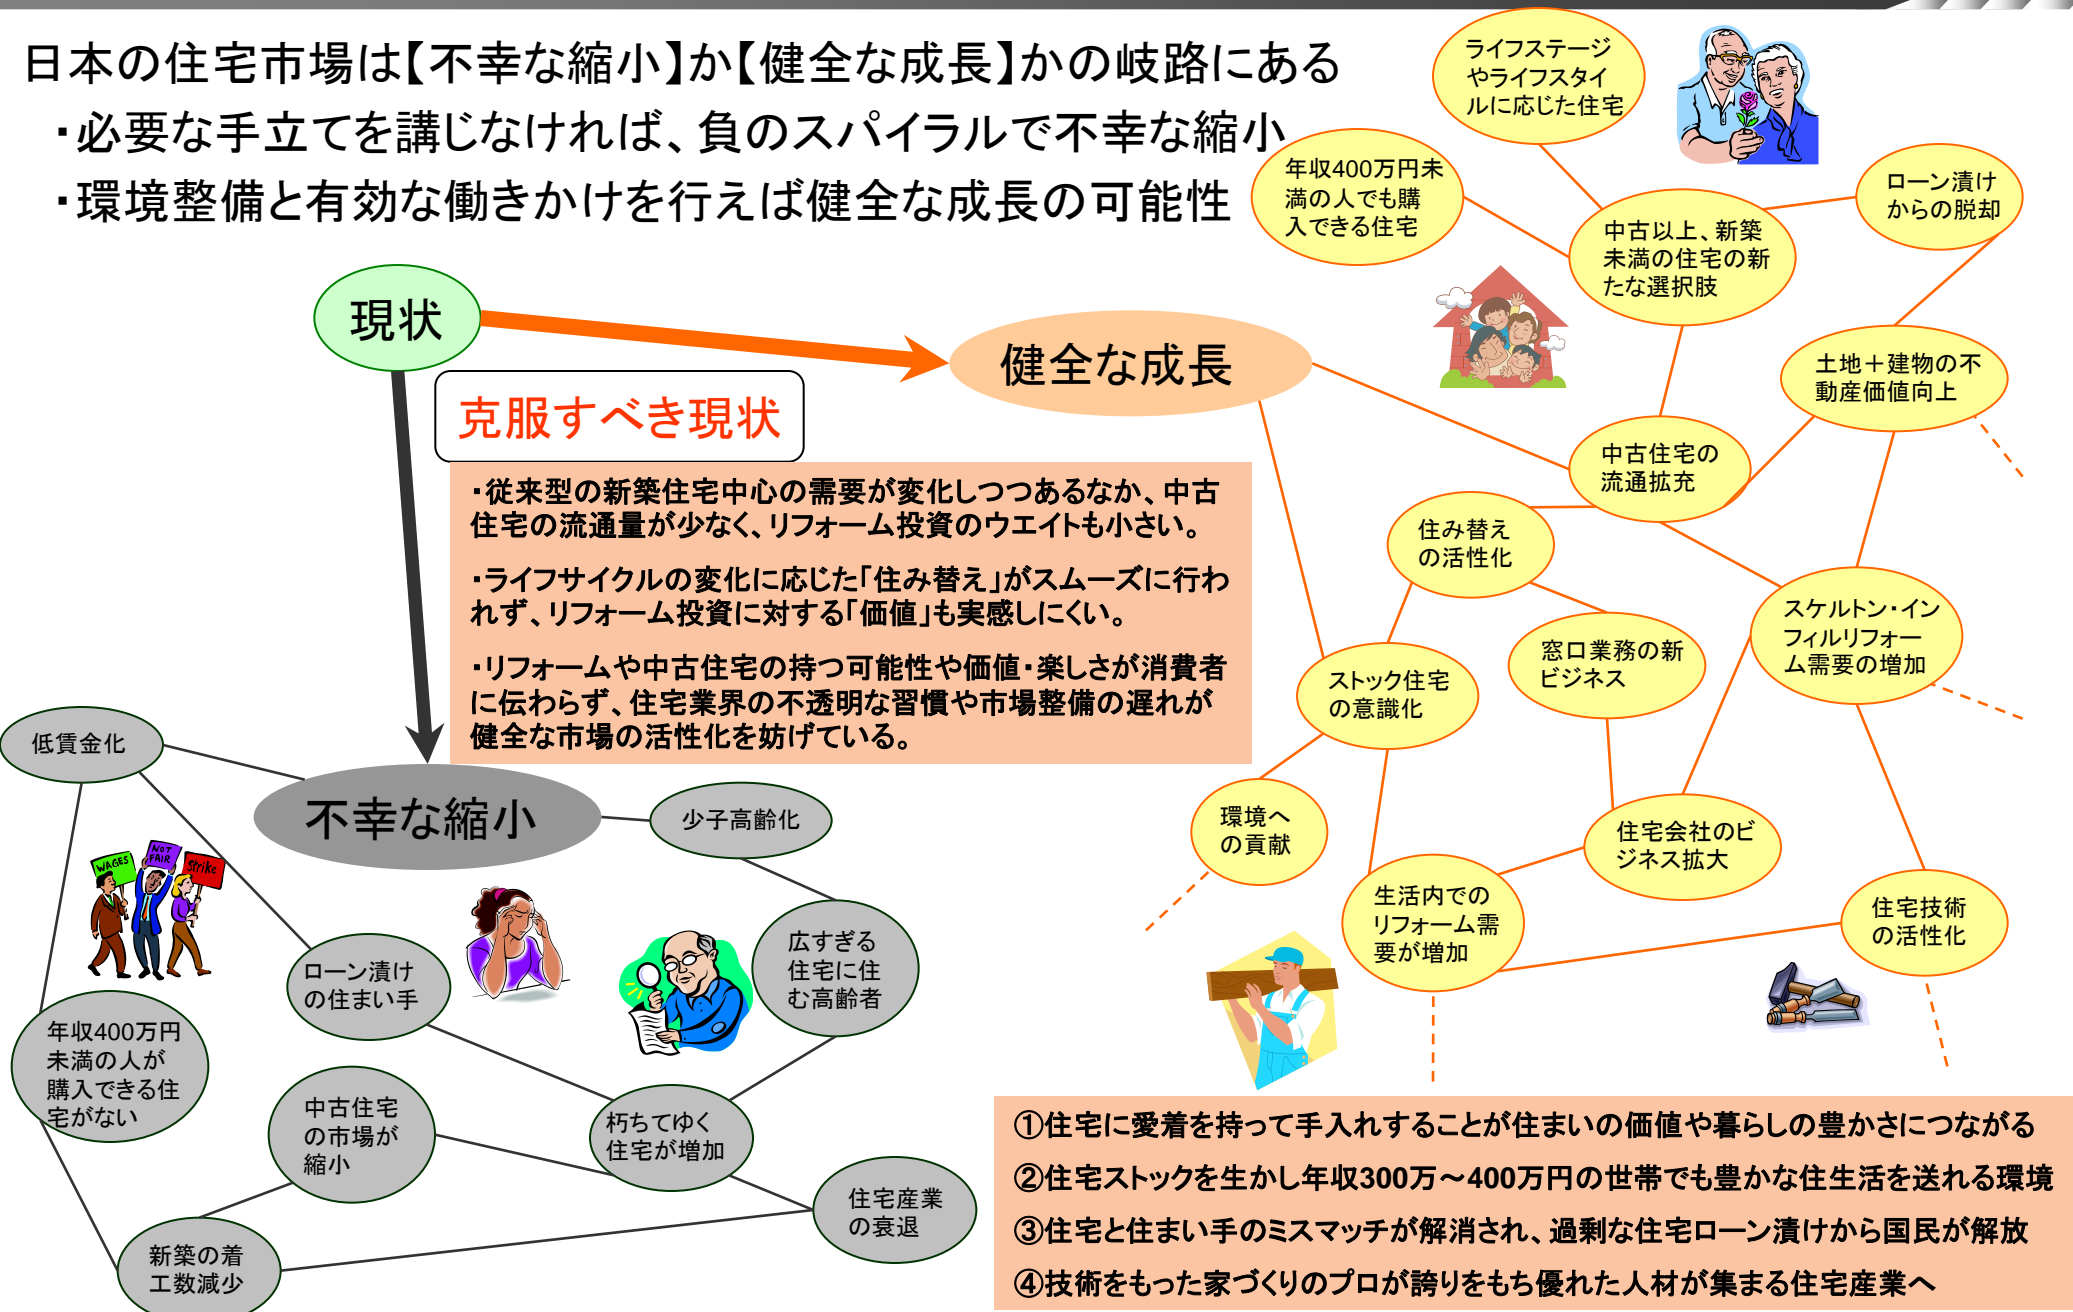 日本の住宅市場は【不幸な縮小】か【健全な成長】かの岐路にある
・必要な手立てを講じなければ、負のスパイラルで不幸な縮小
・環境整備と有効な働きかけを行えば健全な成長の可能性
ライフステージ
やライフスタイ
ルに応じた住宅
年収400万円未
満の人でも購
入できる住宅
ローン漬け
からの脱却
中古以上、新築
未満の住宅の新
たな選択肢
現状
健全な成長
土地＋建物の不
動産価値向上
克服すべき現状
・従来型の新築住宅中心の需要が変化しつつあるなか、中古
住宅の流通量が少なく、リフォーム投資のウエイトも小さい。
・ライフサイクルの変化に応じた「住み替え」がスムーズに行わ
れず、リフォーム投資に対する「価値」も実感しにくい。
・リフォームや中古住宅の持つ可能性や価値・楽しさが消費者
に伝わらず、住宅業界の不透明な習慣や市場整備の遅れが
健全な市場の活性化を妨げている。
中古住宅の
流通拡充
住み替え
の活性化
スケルトン・イン
フィルリフォー
ム需要の増加
窓口業務の新
ビジネス
ストック住宅
の意識化
環境へ
の貢献
住宅会社のビ
ジネス拡大
生活内での
リフォーム需
要が増加
住宅技術
の活性化
低賃金化
不幸な縮小
少子高齢化
WAGES
NOT
FAIR
Strike
広すぎる
住宅に住
む高齢者
ローン漬け
の住まい手
年収400万円
未満の人が
購入できる住
宅がない
中古住宅
の市場が
縮小
朽ちてゆく
住宅が増加
住宅産業
の衰退
新築の着
工数減少
①住宅に愛着を持って手入れすることが住まいの価値や暮らしの豊かさにつながる
②住宅ストックを生かし年収300万～400万円の世帯でも豊かな住生活を送れる環境
③住宅と住まい手のミスマッチが解消され、過剰な住宅ローン漬けから国民が解放
④技術をもった家づくりのプロが誇りをもち優れた人材が集まる住宅産業へ